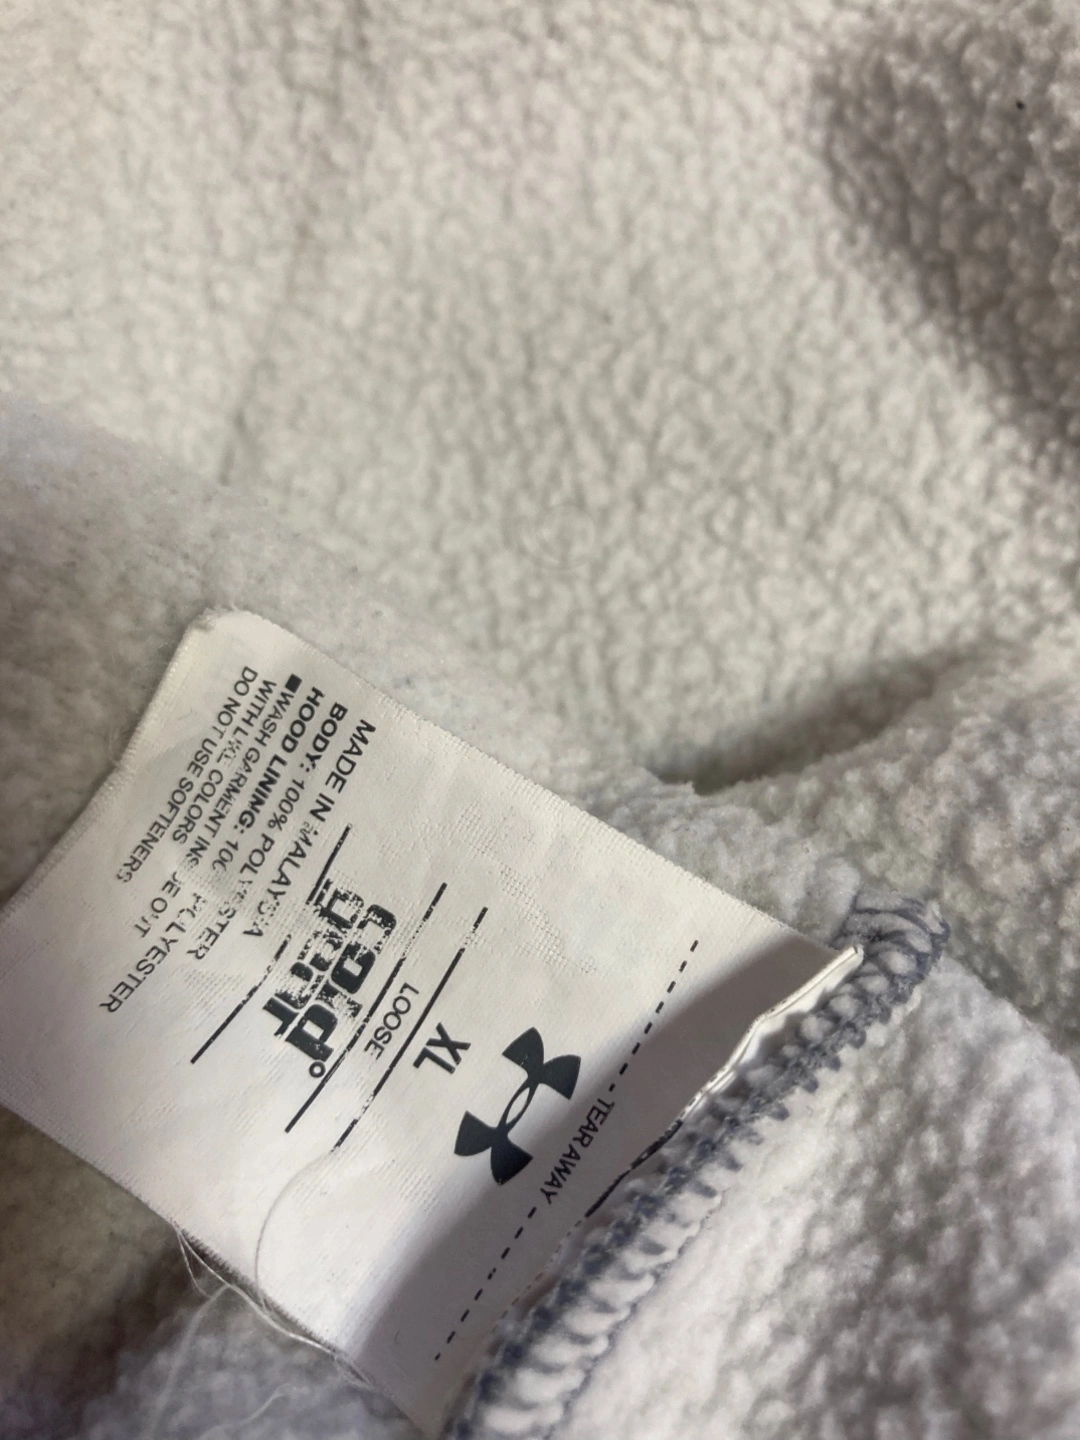 - TEAR AWAY -
XL
LOOSE
cold gear
MADE IN MALAYSIA
BODY: 100% POLYESTER
HOOD LINING: 100% POLYESTER
■WASH GARMENT INSIDE OUT
WITH LIKE COLORS
DO NOT USE SOFTENERS